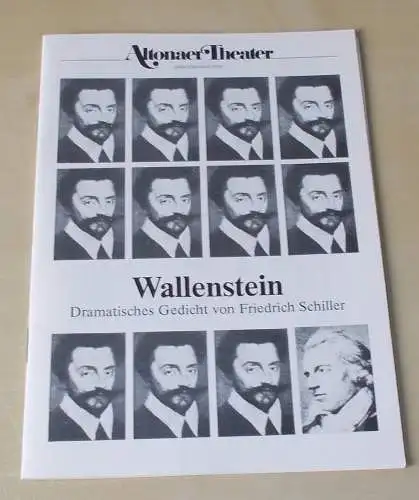 Altonaer Theater
Wallenstein
Dramatisches Gedicht von Friedrich Schiller